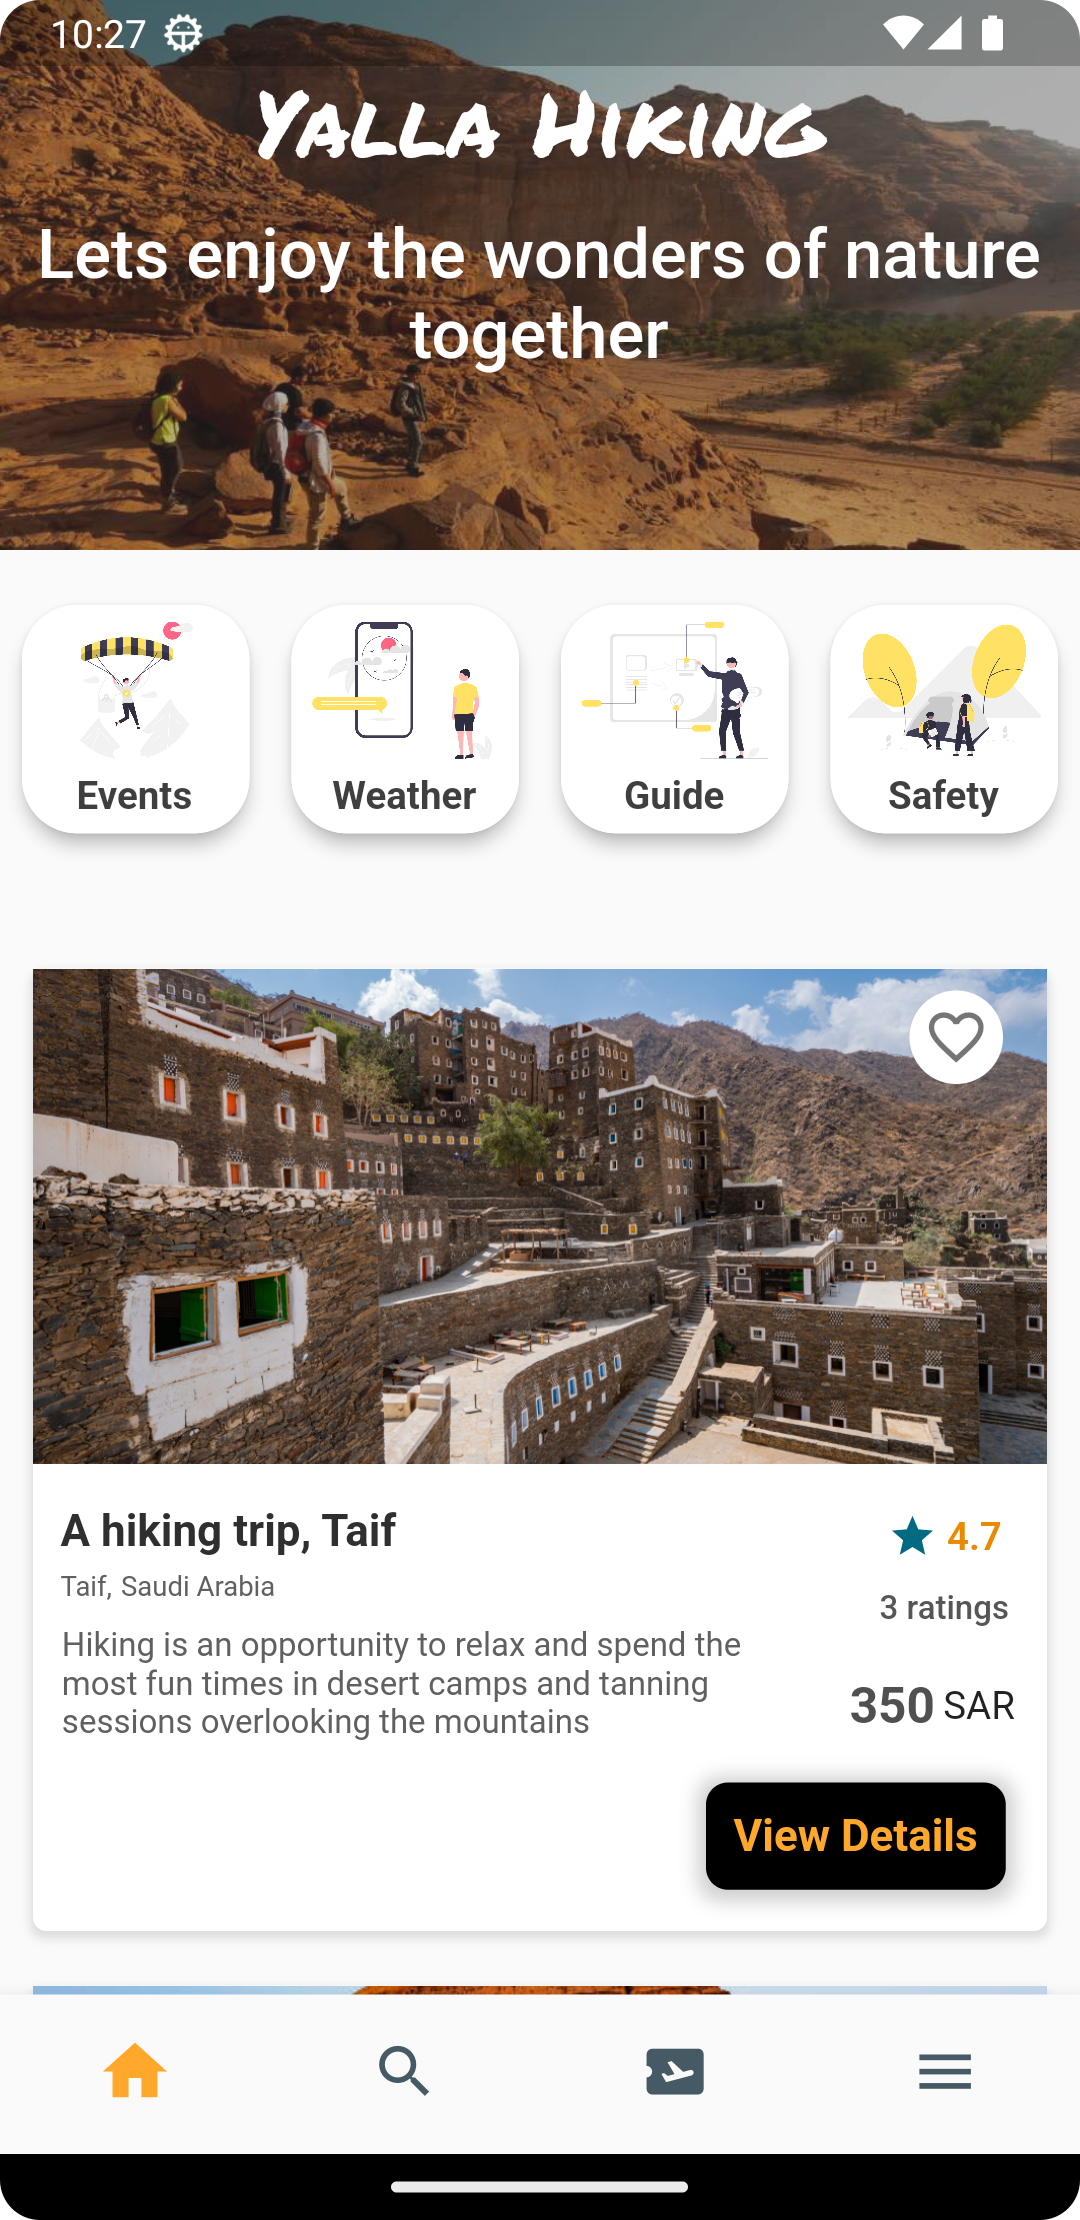 10:27
Yalla Hiking
Lets enjoy the wonders of nature
together
Events
Weather
Guide
Safety
A hiking trip, Taif
4.7
Taif, Saudi Arabia
3 ratings
Hiking is an opportunity to relax and spend the
most fun times in desert camps and tanning
sessions overlooking the mountains
350 SAR
View Details